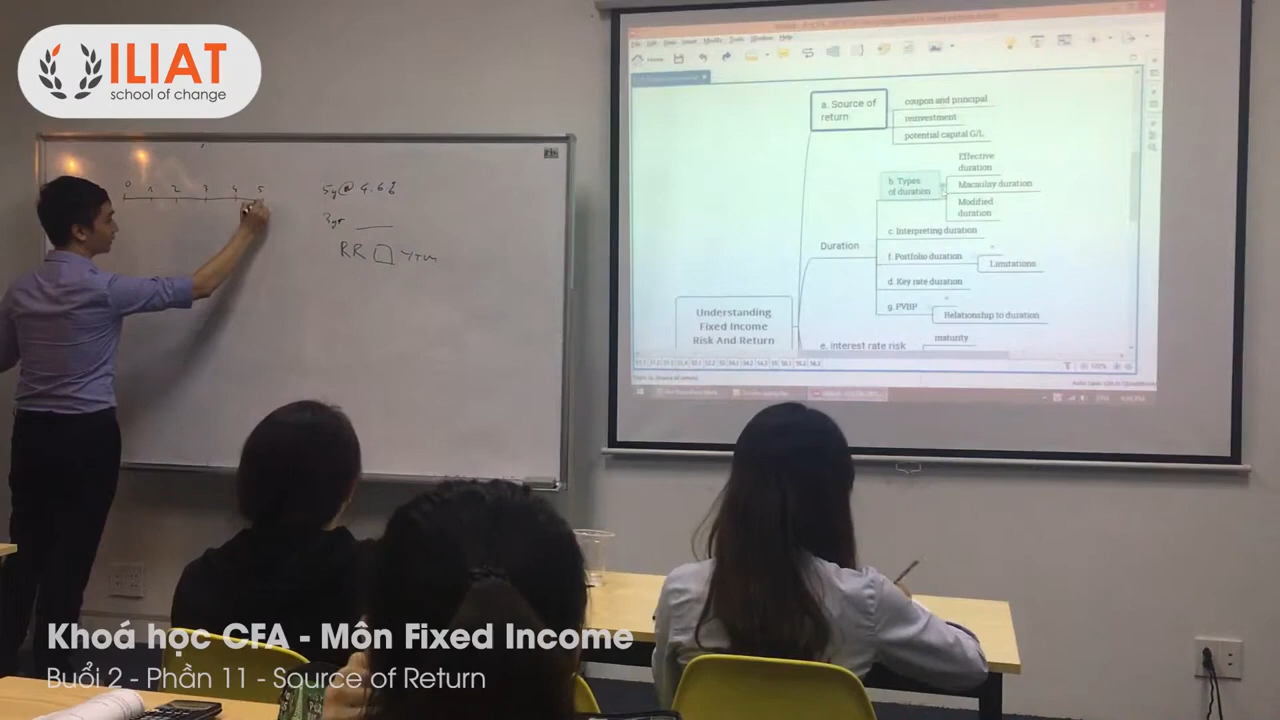 ILIAT
school of change
0 1 2 3 4 5
5y@ 4.6%
3yr
RR
YTM
Home
a. Source of
return
coupon and principal
reinvestment
potential capital G/L
b. Types
of duration
Effective
duration
Macaulay duration
Modified
duration
Duration
c. Interpreting duration
f. Portfolio duration
Limitations
d. Key rate duration
g. PVBP
Relationship to duration
Understanding
Fixed Income
Risk And Return
e. interest rate risk
maturity
Khoá học CFA - Môn Fixed Income
Buổi 2 - Phần 11 - Source of Return